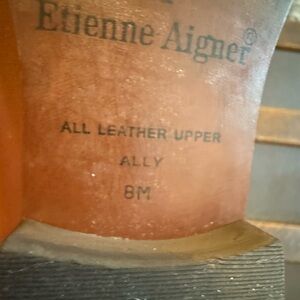 Etienne Aigner®
ALL LEATHER UPPER
ALLY
8M